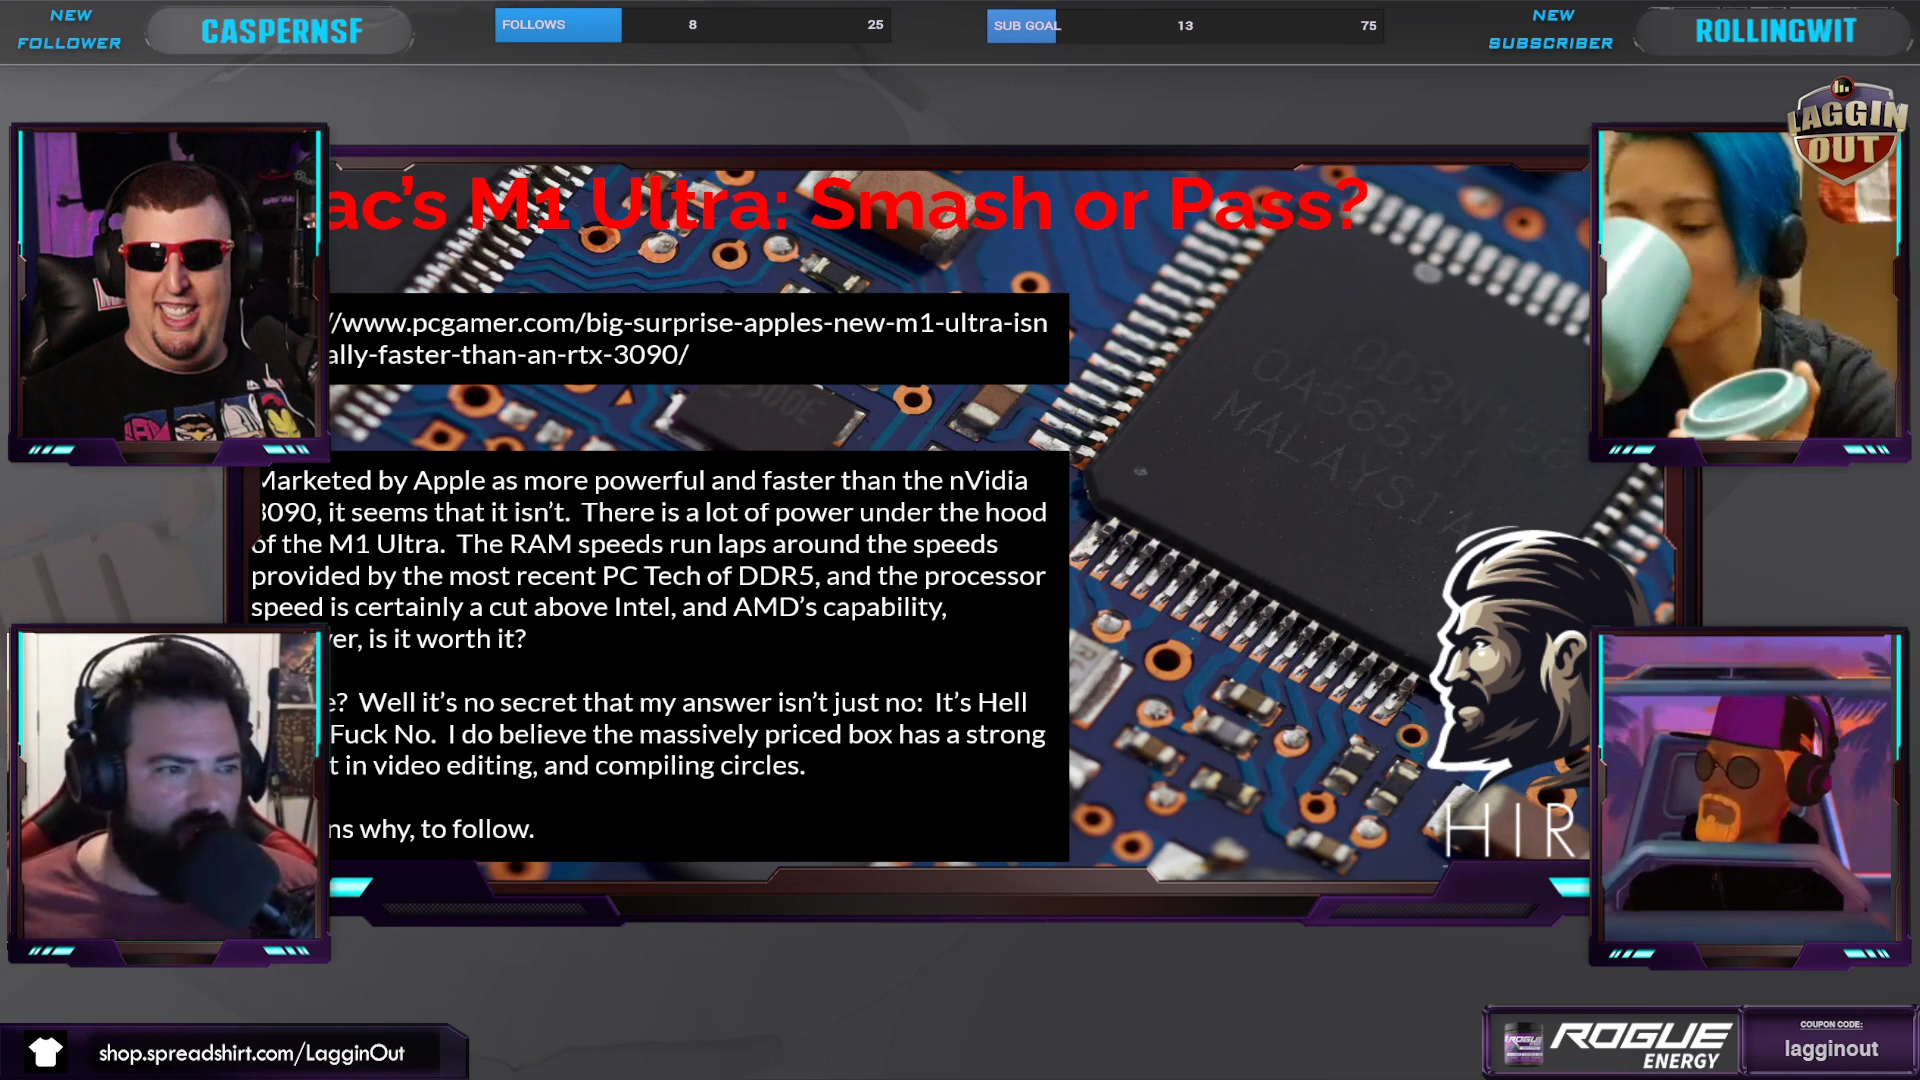 NEW
FOLLOWER
CASPERNSF
FOLLOWS 8 25
SUB GOAL 13 75
NEW
SUBSCRIBER
ROLLINGWIT
LAGGIN
OUT
ac's M1 Ultra: Smash or Pass?
//www.pcgamer.com/big-surprise-apples-new-m1-ultra-isn
ally-faster-than-an-rtx-3090/
Marketed by Apple as more powerful and faster than the nVidia
3090, it seems that it isn't. There is a lot of power under the hood
of the M1 Ultra. The RAM speeds run laps around the speeds
provided by the most recent PC Tech of DDR5, and the processor
speed is certainly a cut above Intel, and AMD's capability,
ver, is it worth it?
e? Well it's no secret that my answer isn't just no: It's Hell
Fuck No. I do believe the massively priced box has a strong
t in video editing, and compiling circles.
ns why, to follow.
MALAYSIA
HIR
shop.spreadshirt.com/LagginOut
ROGUE
ENERGY
COUPON CODE:
lagginout